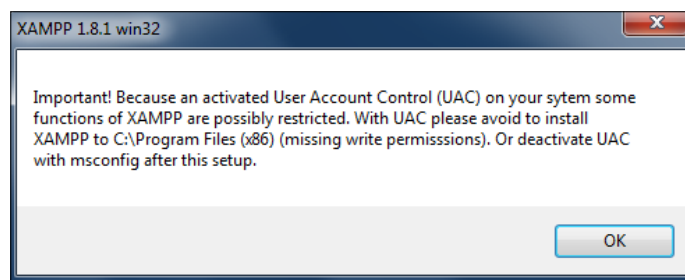 XAMPP 1.8.1 win32
Important! Because an activated User Account Control (UAC) on your sytem some
functions of XAMPP are possibly restricted. With UAC please avoid to install
XAMPP to C:\Program Files (x86) (missing write permisssions). Or deactivate UAC
with msconfig after this setup.
OK